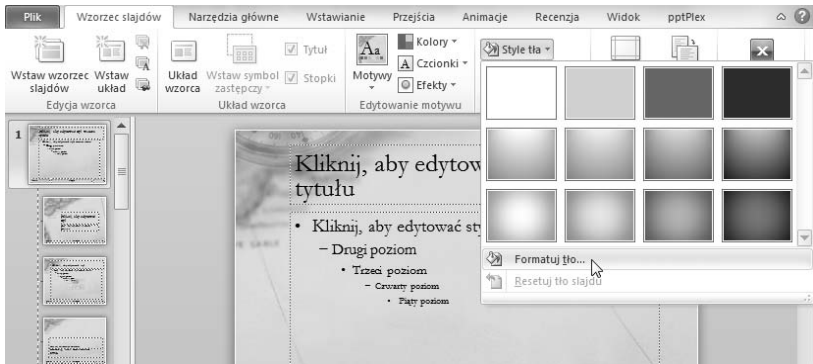 Plik Wzorzec slajdów Narzędzia główne Wstawianie Przejścia Animacje Recenzja Widok pptPlex
Wstaw wzorzec slajdów
Wstaw układ
Edycja wzorca
Układ wzorca
Wstaw symbol zastępczy
Tytuł
Stopki
Układ wzorca
Aa
Motywy
Kolory
A Czcionki
Efekty
Edytowanie motywu
Style tła
Formatuj tło...
Resetuj tło slajdu
1
Kliknij, aby edytow
tytułu
• Kliknij, aby edytować sty
– Drugi poziom
• Trzeci poziom
– Czwarty poziom
• Piąty poziom